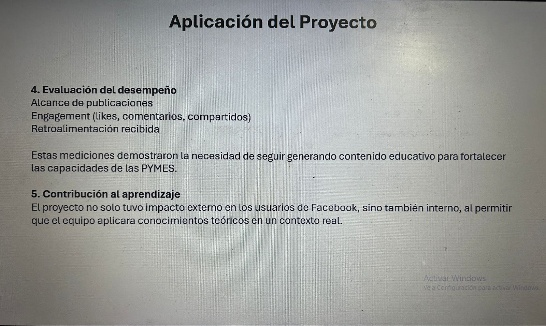 Aplicación del Proyecto
4. Evaluación del desempeño
Alcance de publicaciones
Engagement (likes, comentarios, compartidos)
Retroalimentación recibida
Estas mediciones demostraron la necesidad de seguir generando contenido educativo para fortalecer
las capacidades de las PYMES.
5. Contribución al aprendizaje
El proyecto no solo tuvo impacto externo en los usuarios de Facebook, sino también interno, al permitir
que el equipo aplicara conocimientos teóricos en un contexto real.
Activar Windows